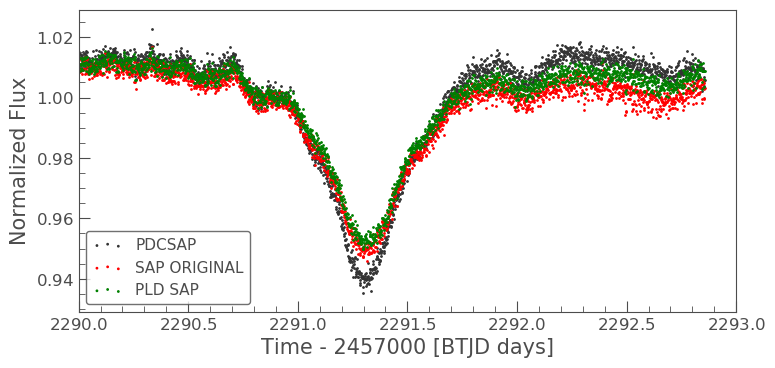 1.02
1.00
0.98
0.96
0.94
Normalized Flux
PDCSAP
SAP ORIGINAL
PLD SAP
2290.0 2290.5 2291.0 2291.5 2292.0 2292.5 2293.0
Time - 2457000 [BTJD days]